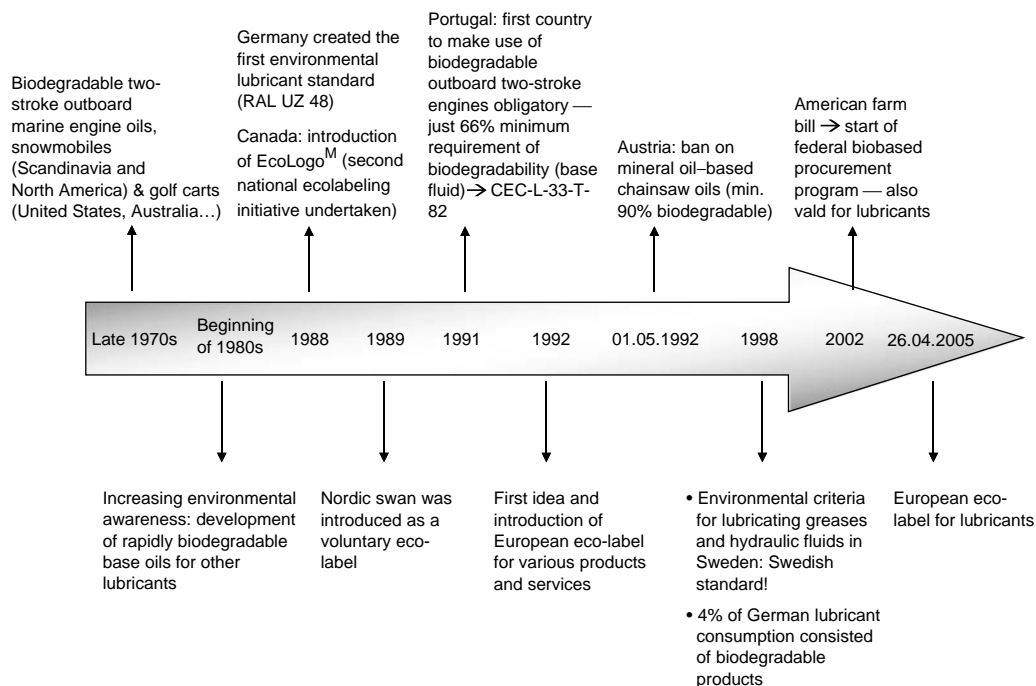 Biodegradable two-
stroke outboard
marine engine oils,
snowmobiles
(Scandinavia and
North America) & golf carts
(United States, Australia…)
Germany created the
first environmental
lubricant standard
(RAL UZ 48)
Canada: introduction
of EcoLogoM (second
national ecolabeling
initiative undertaken)
Portugal: first country
to make use of
biodegradable
outboard two-stroke
engines obligatory —
just 66% minimum
requirement of
biodegradability (base
fluid)→ CEC-L-33-T-
82
Austria: ban on
mineral oil–based
chainsaw oils (min.
90% biodegradable)
American farm
bill → start of
federal biobased
procurement
program — also
vald for lubricants
Late 1970s
Beginning
of 1980s
1988
1989
1991
1992
01.05.1992
1998
2002
26.04.2005
Increasing environmental
awareness: development
of rapidly biodegradable
base oils for other
lubricants
Nordic swan was
introduced as a
voluntary eco-
label
First idea and
introduction of
European eco-label
for various products
and services
• Environmental criteria
for lubricating greases
and hydraulic fluids in
Sweden: Swedish
standard!
• 4% of German lubricant
consumption consisted
of biodegradable
products
European eco-
label for lubricants